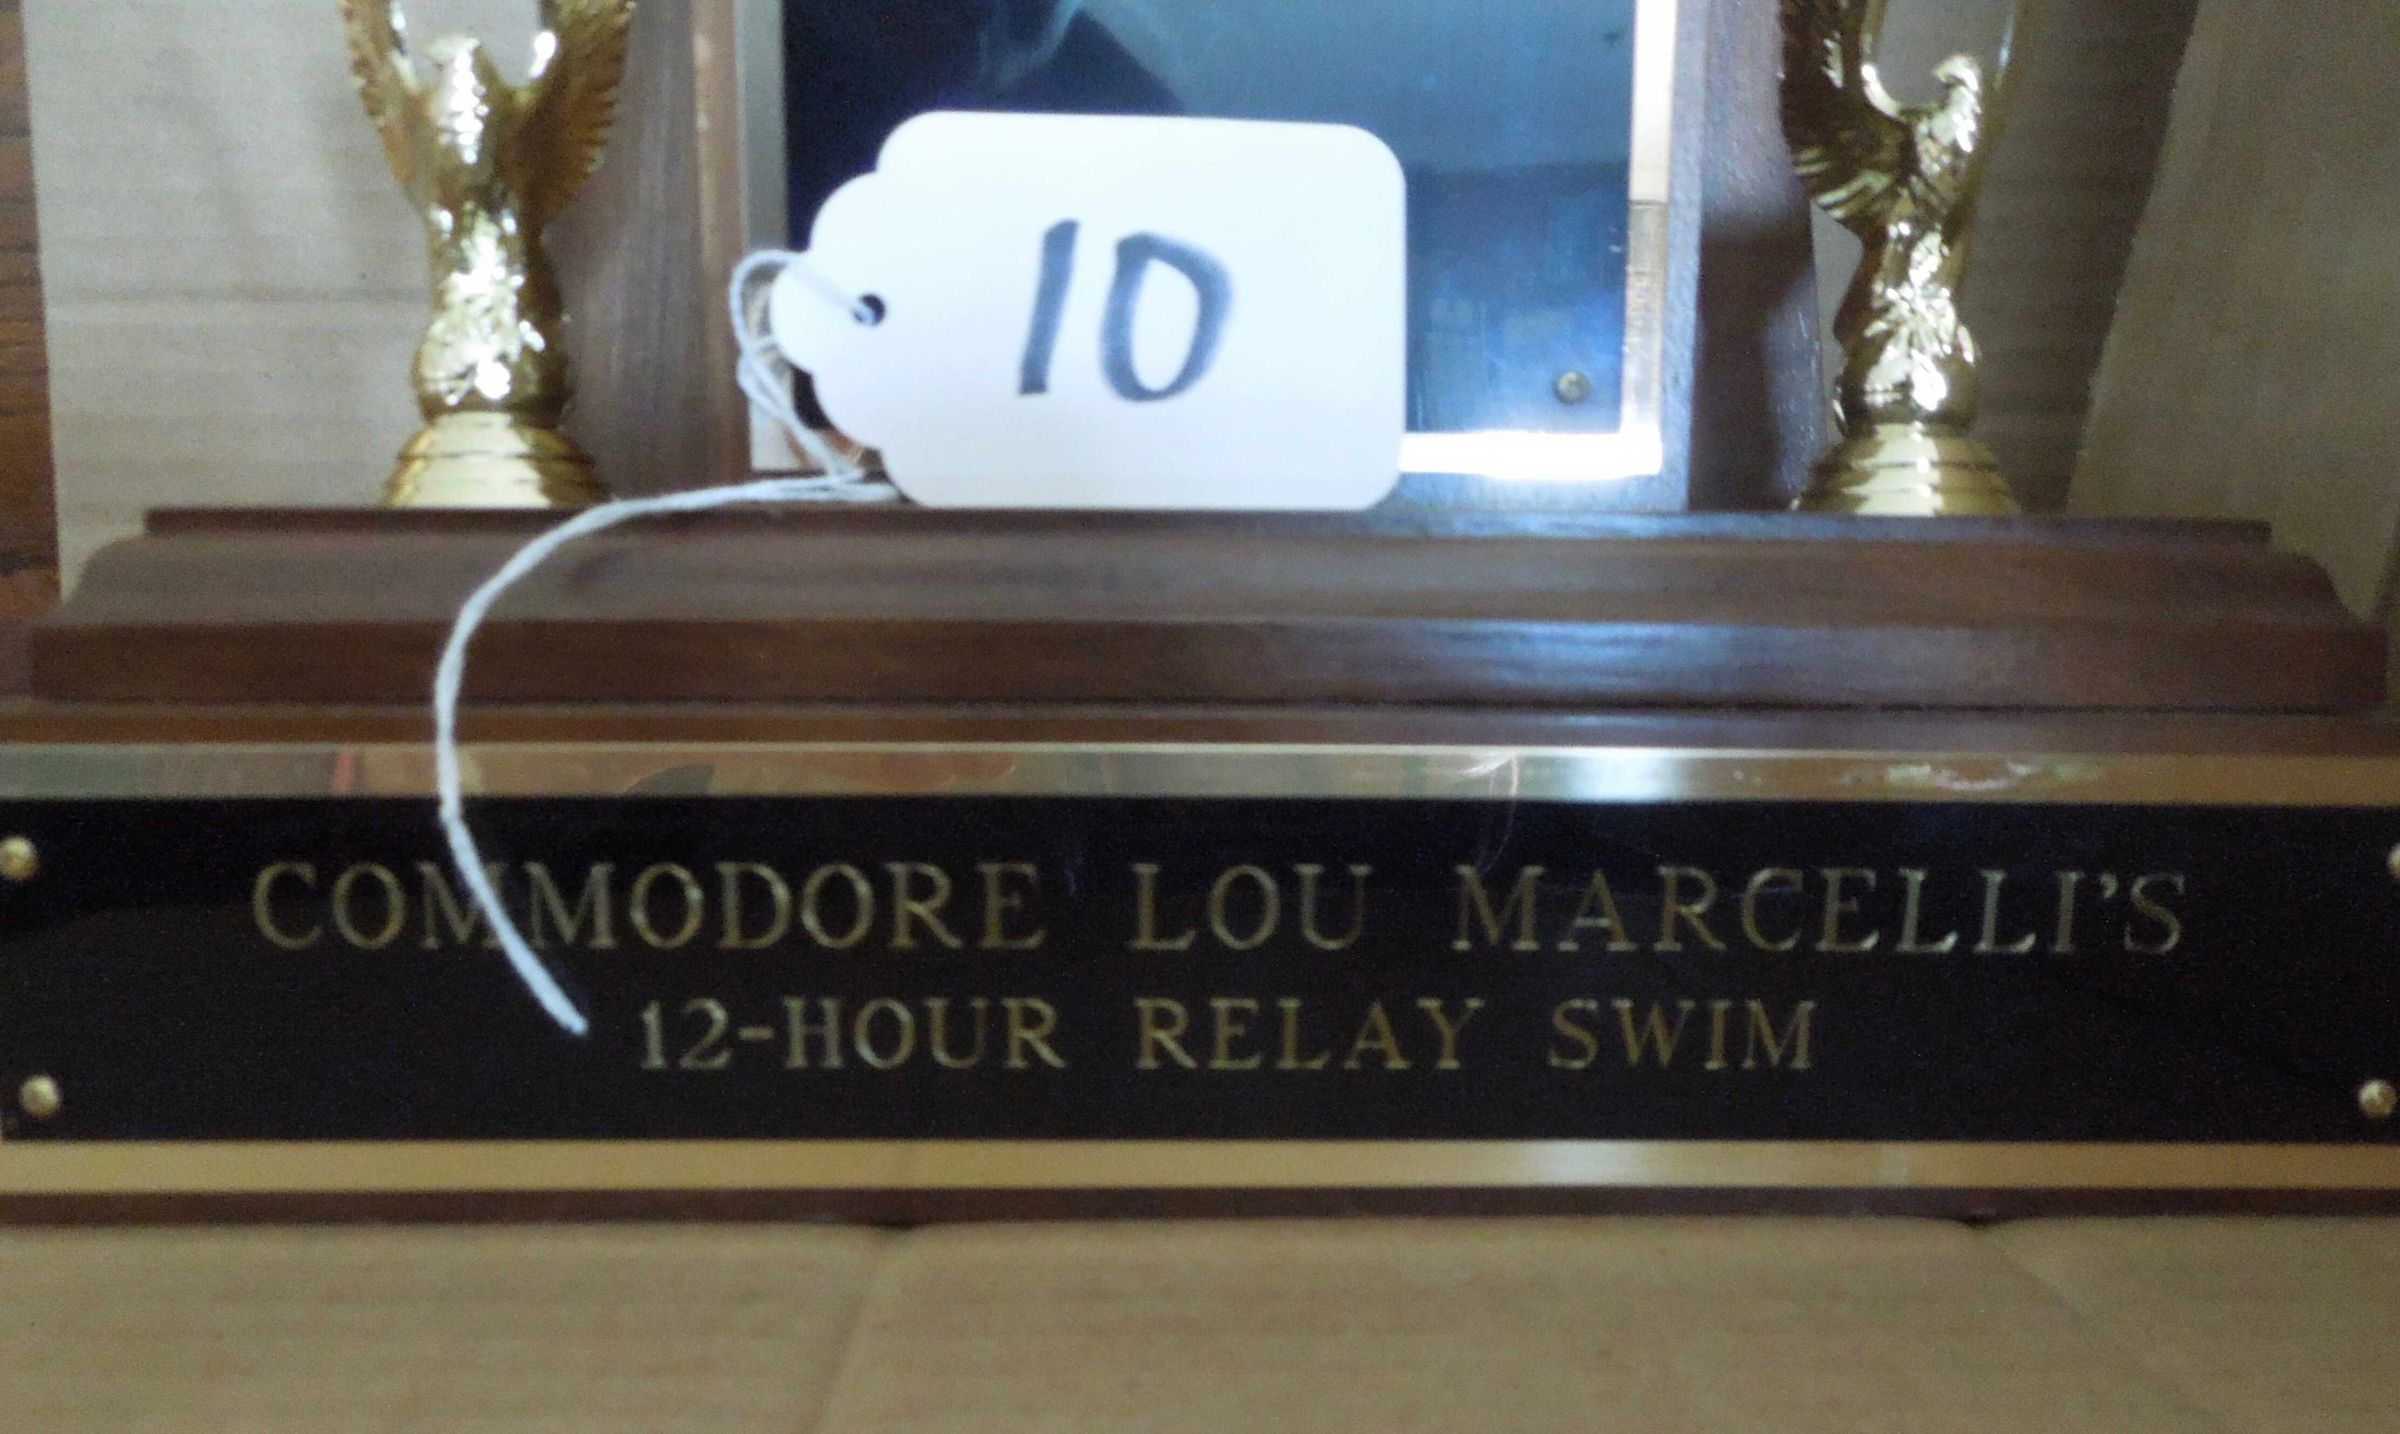 10
COMMODORE LOU MARCELLI'S
12-HOUR RELAY SWIM